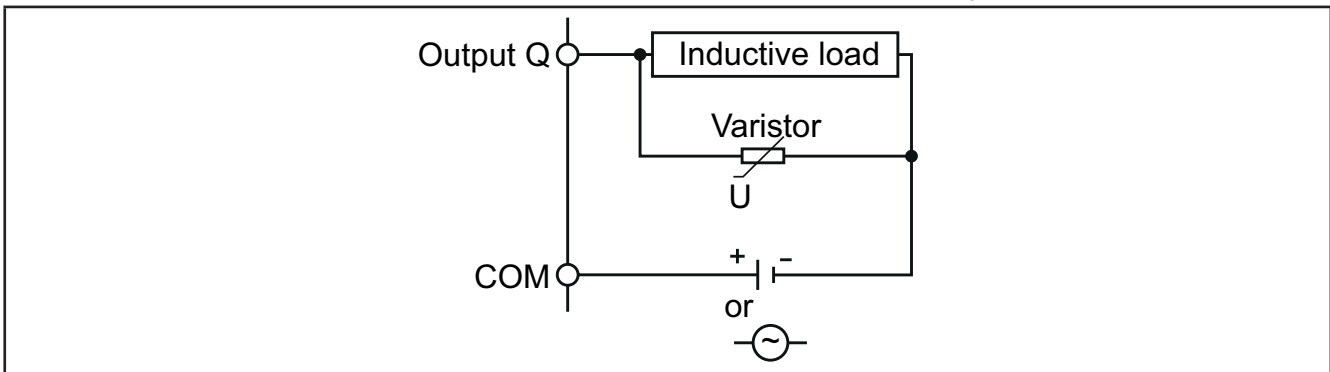 Output Q
Inductive load
Varistor
U
+ -
COM
or
~